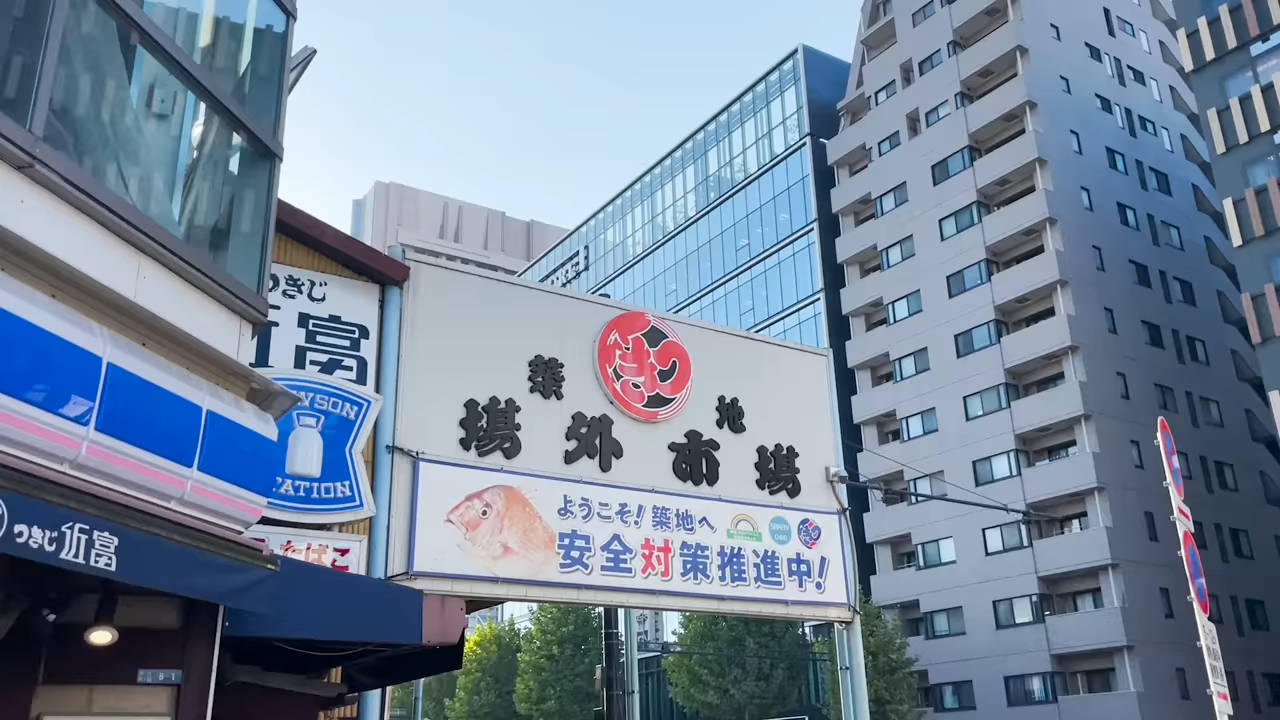 つきじ
近富
LAWSON
STATION
たばこ
つきじ 近富
8-1
築地
場外市場
ようこそ!築地へ
安全対策推進中!